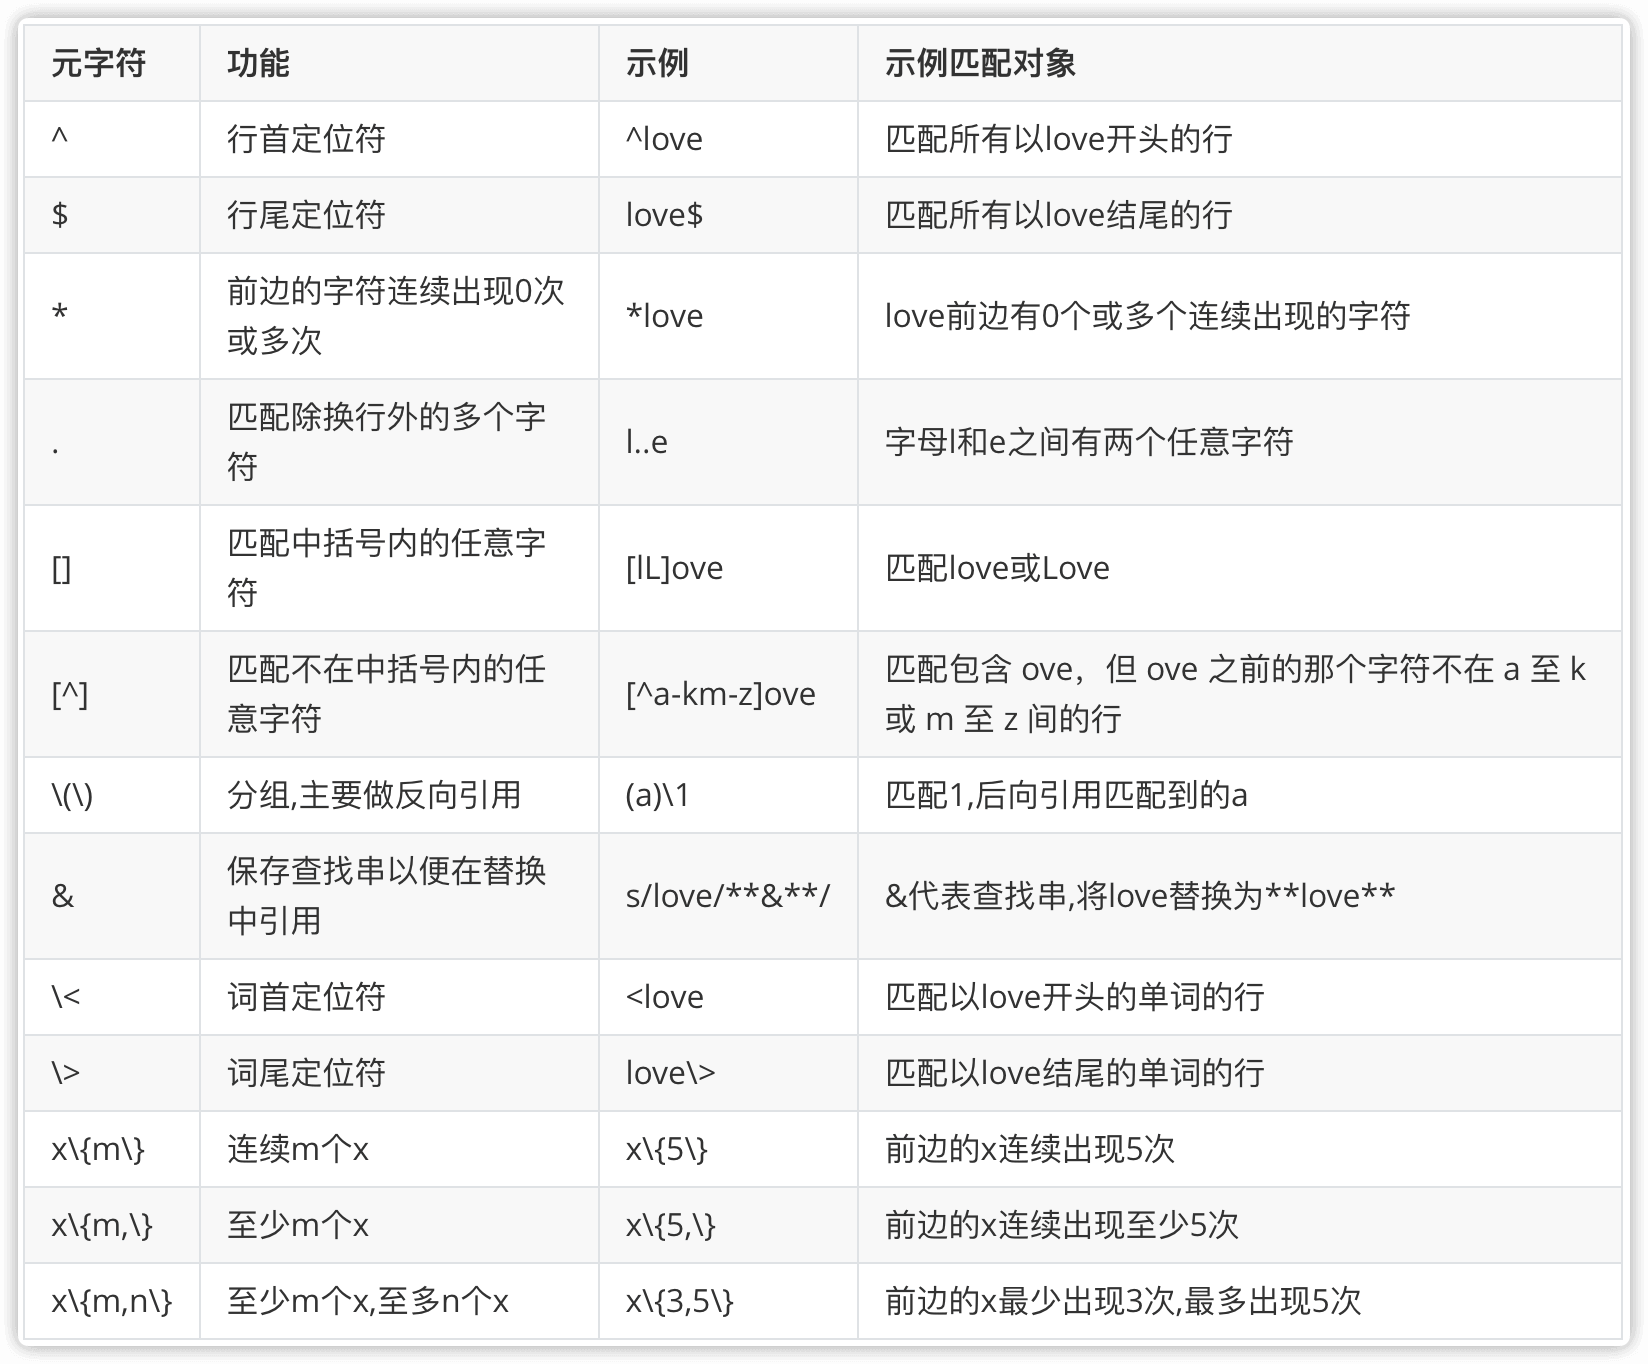 元字符 功能 示例 示例匹配对象
^ 行首定位符 ^love 匹配所有以love开头的行
$ 行尾定位符 love$ 匹配所有以love结尾的行
* 前边的字符连续出现0次
或多次 *love love前边有0个或多个连续出现的字符
. 匹配除换行外的多个字
符 l..e 字母l和e之间有两个任意字符
[] 匹配中括号内的任意字
符 [lL]ove 匹配love或Love
[^] 匹配不在中括号内的任
意字符 [^a-km-z]ove 匹配包含 ove，但 ove 之前的那个字符不在 a 至 k
或 m 至 z 间的行
\(\) 分组,主要做反向引用 (a)\1 匹配1,后向引用匹配到的a
& 保存查找串以便在替换
中引用 s/love/**&**/ &代表查找串,将love替换为**love**
\< 词首定位符 <love 匹配以love开头的单词的行
\> 词尾定位符 love\> 匹配以love结尾的单词的行
x\{m\} 连续m个x x\{5\} 前边的x连续出现5次
x\{m,\} 至少m个x x\{5,\} 前边的x连续出现至少5次
x\{m,n\} 至少m个x,至多n个x x\{3,5\} 前边的x最少出现3次,最多出现5次